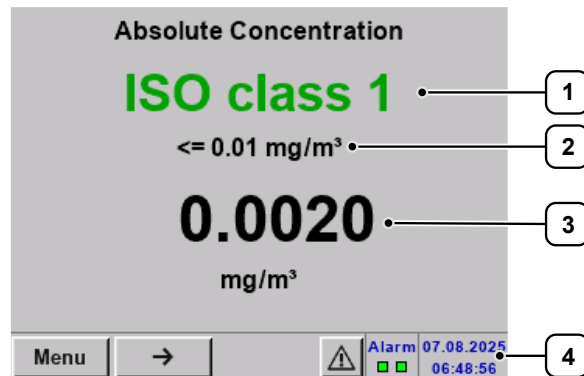 Absolute Concentration
ISO class 1
1
<= 0.01 mg/m³
2
0.0020
3
mg/m³
Menu
→
Alarm
07.08.2025
06:48:56
4